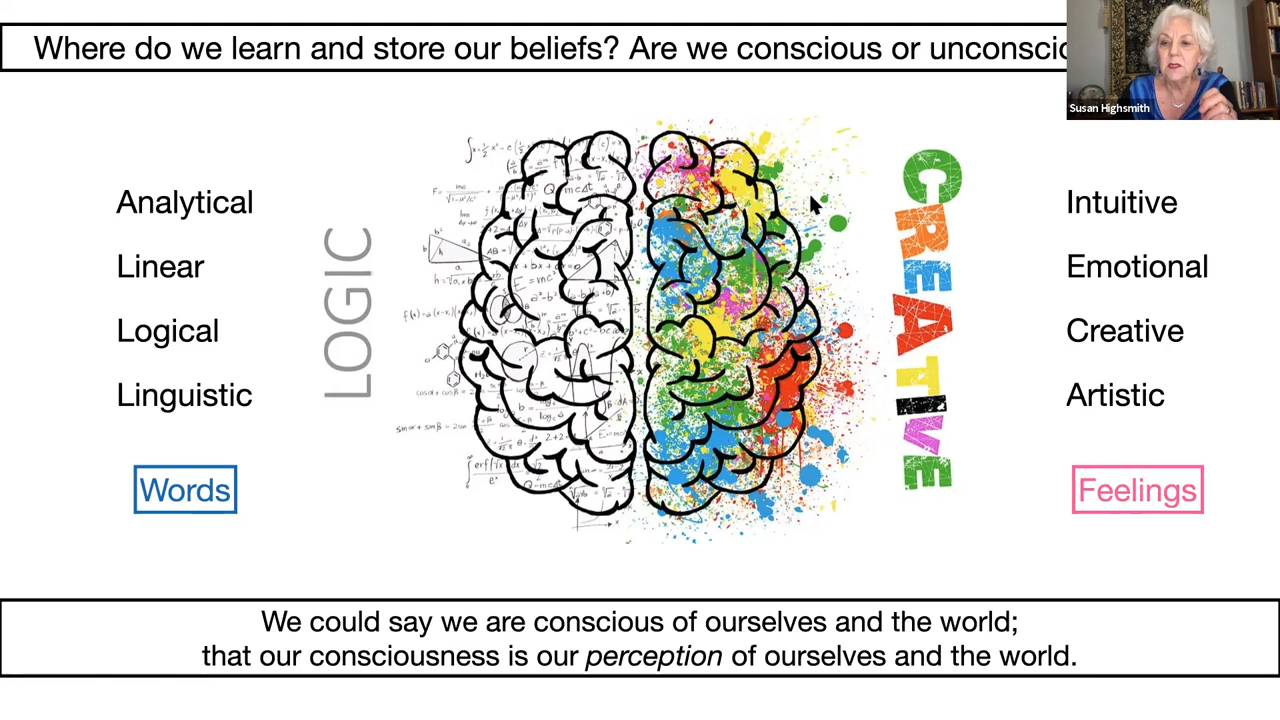 Where do we learn and store our beliefs? Are we conscious or
Susan Highsmith
Analytical
Linear
Logical
Linguistic
Words
LOGIC
CREATIVE
Intuitive
Emotional
Creative
Artistic
Feelings
We could say we are conscious of ourselves and the world;
that our consciousness is our perception of ourselves and the world.